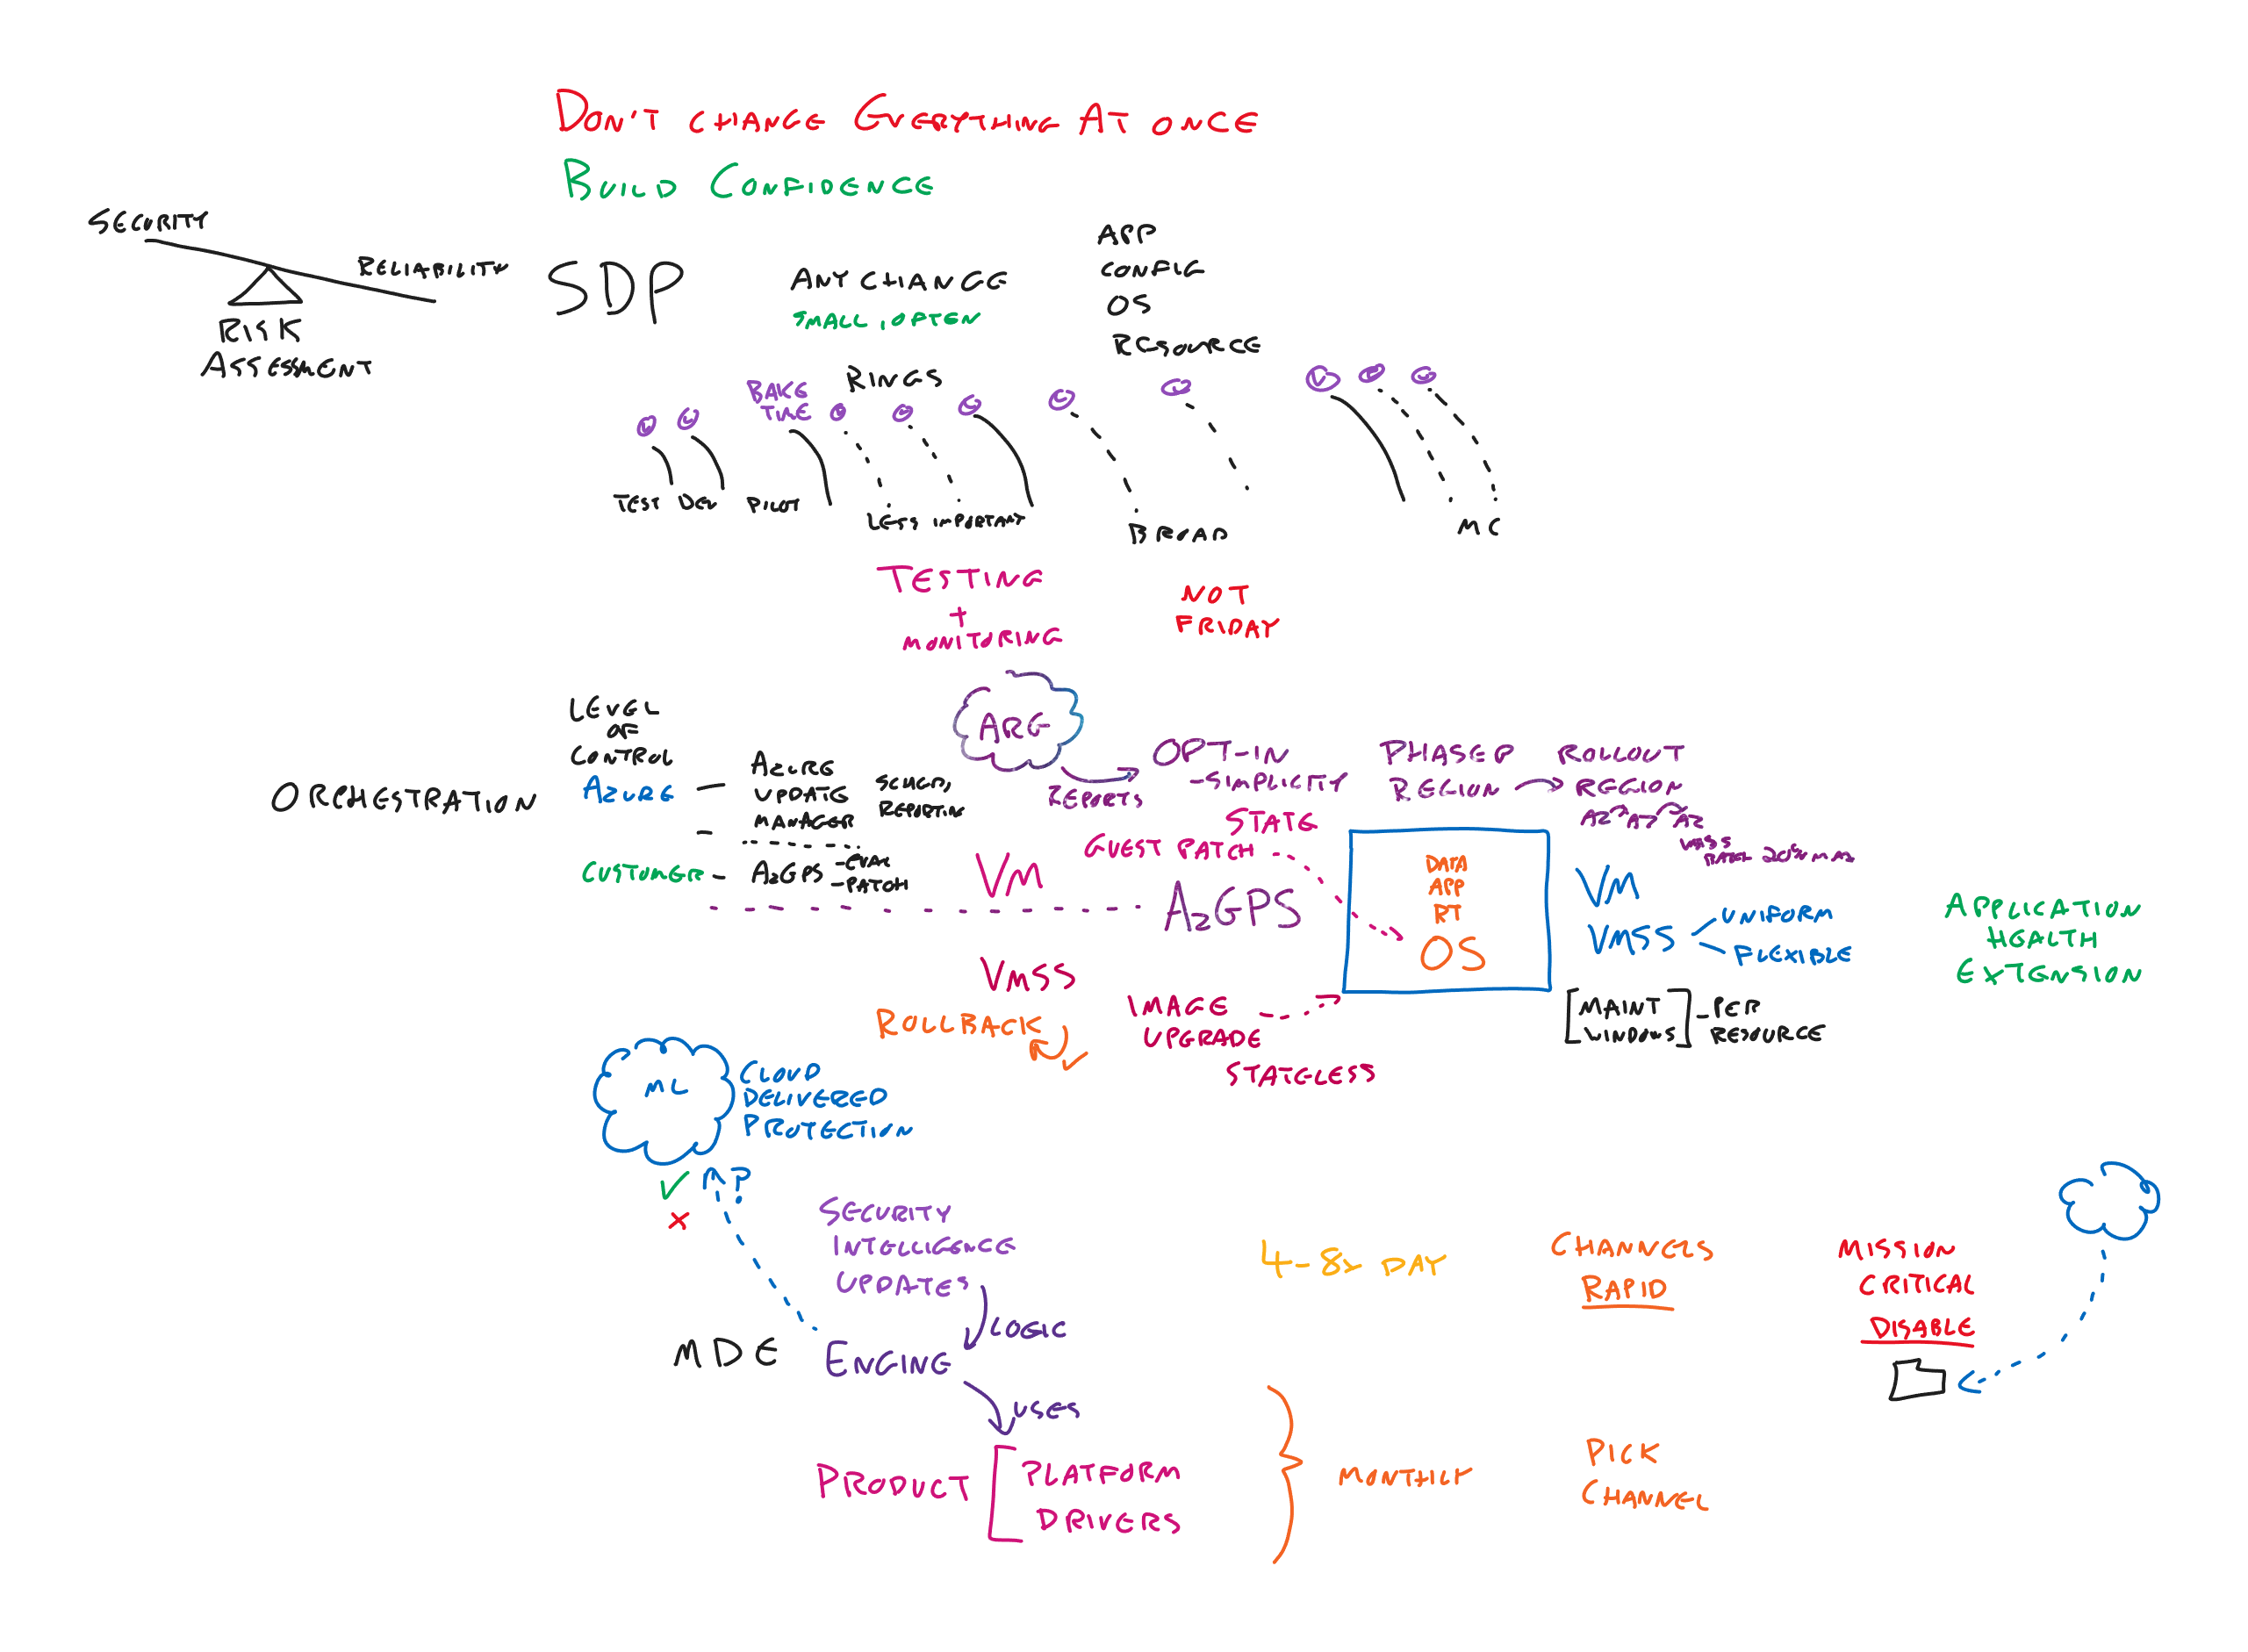 DON'T CHANGE EVERYTHING AT ONCE
BUILD CONFIDENCE
SECURITY
RELIABILITY
RISK
ASSESSMENT
SDP
ANY CHANGE
SMALL, OFTEN
APP
CONFIG
OS
RESOURCE
BAKE
TIME
RINGS
TEST DEV PILOT
LESS IMPORTANT
BROAD
MC
TESTING
+
MONITORING
NOT
FRIDAY
ORCHESTRATION
LEVEL
OF
CONTROL
AZURE
CUSTOMER
AZURE
UPDATE
MANAGER
SCHED,
REPORTING
AZGPS
-EVAL
-PATCH
ARG
REPORTS
OPT-IN
-SIMPLICITY
PHASED ROLLOUT
REGION REGION
AZ AZ AZ
BATCH 20% MAX
STATE
GUEST PATCH
VM
AZGPS
DATA
APP
RT
OS
VM
VMSS
UNIFORM
FLEXIBLE
APPLICATION
HEALTH
EXTENSION
MAINT
WINDOWS
-PER
RESOURCE
VMSS
ROLLBACK
IMAGE
UPGRADE
STATELESS
ML
CLOUD
DELIVERED
PROTECTION
?
SECURITY
INTELLIGENCE
UPDATES
LOGIC
MDE
ENGINE
USES
PRODUCT
PLATFORM
DRIVERS
4-8x DAY
MONTHLY
CHANNELS
RAPID
PICK
CHANNEL
MISSION
CRITICAL
DISABLE